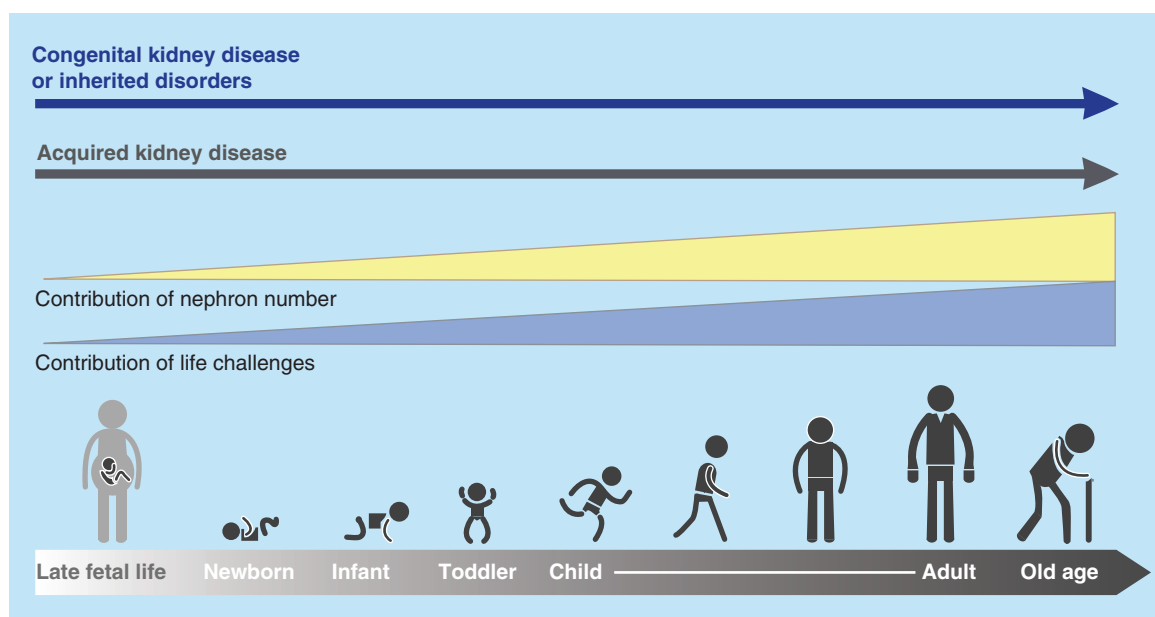 Congenital kidney disease
or inherited disorders
Acquired kidney disease
Contribution of nephron number
Contribution of life challenges
Late fetal life Newborn Infant Toddler Child Adult Old age